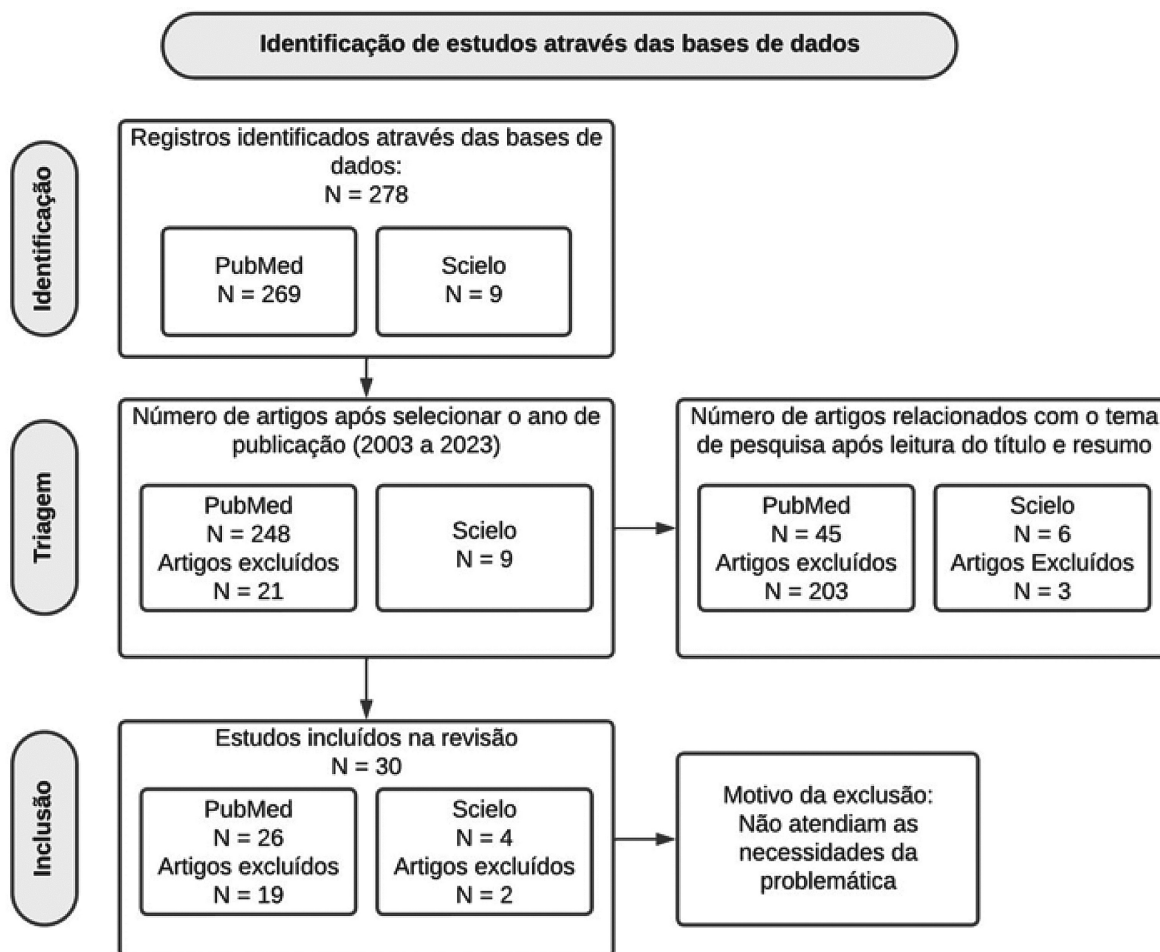 Identificação de estudos através das bases de dados
Identificação
Registros identificados através das bases de
dados:
N = 278
PubMed
N = 269
Scielo
N = 9
Triagem
Número de artigos após selecionar o ano de
publicação (2003 a 2023)
PubMed
N = 248
Artigos excluídos
N = 21
Scielo
N = 9
Número de artigos relacionados com o tema
de pesquisa após leitura do título e resumo
PubMed
N = 45
Artigos excluídos
N = 203
Scielo
N = 6
Artigos Excluídos
N = 3
Inclusão
Estudos incluídos na revisão
N = 30
PubMed
N = 26
Artigos excluídos
N = 19
Scielo
N = 4
Artigos excluídos
N = 2
Motivo da exclusão:
Não atendiam as
necessidades da
problemática